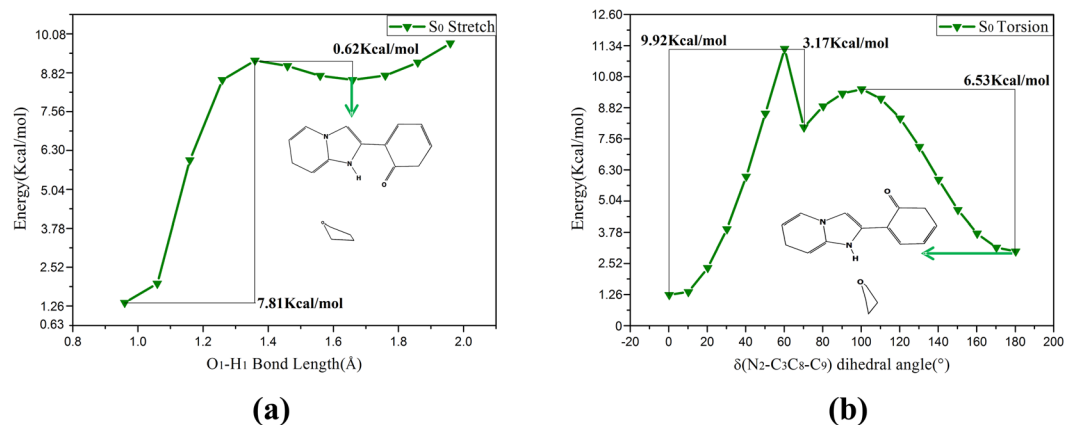 S0 Stretch
0.62Kcal/mol
7.81Kcal/mol
Energy(Kcal/mol)
10.08
8.82
7.56
6.30
5.04
3.78
2.52
1.26
0.63
N
N
H
O
o
0.8 1.0 1.2 1.4 1.6 1.8 2.0
O1-H1 Bond Length(Å)
(a)
S0 Torsion
9.92Kcal/mol
3.17Kcal/mol
6.53Kcal/mol
Energy(Kcal/mol)
12.60
11.34
10.08
8.82
7.56
6.30
5.04
3.78
2.52
1.26
0.00
O
N
N
H
O
-20 0 20 40 60 80 100 120 140 160 180 200
δ(N2-C3C8-C9) dihedral angle(°)
(b)